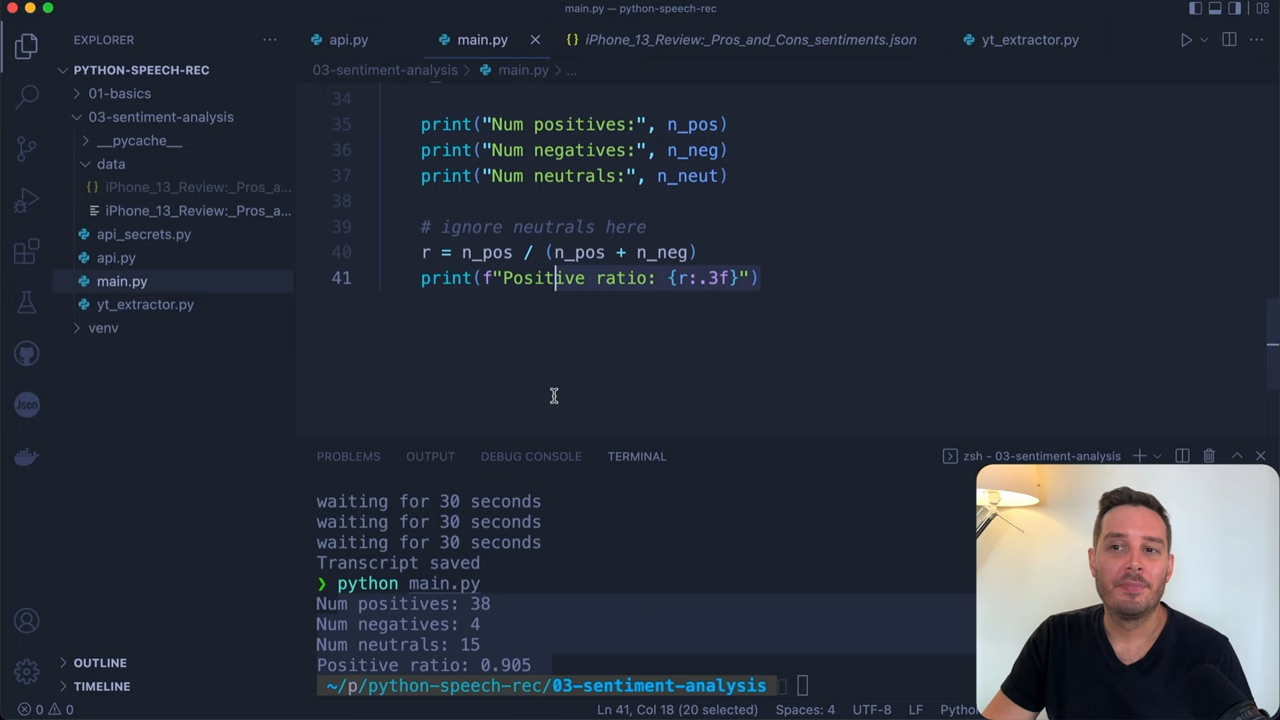 main.py — python-speech-rec
EXPLORER
PYTHON-SPEECH-REC
01-basics
03-sentiment-analysis
__pycache__
data
iPhone_13_Review:_Pros_a...
iPhone_13_Review:_Pros_a...
api_secrets.py
api.py
main.py
yt_extractor.py
venv
OUTLINE
TIMELINE
Json
api.py
main.py
iPhone_13_Review:_Pros_and_Cons_sentiments.json
yt_extractor.py
03-sentiment-analysis > main.py > ...
34
35 print("Num positives:", n_pos)
36 print("Num negatives:", n_neg)
37 print("Num neutrals:", n_neut)
38
39 # ignore neutrals here
40 r = n_pos / (n_pos + n_neg)
41 print(f"Positive ratio: {r:.3f}")
PROBLEMS OUTPUT DEBUG CONSOLE TERMINAL
zsh - 03-sentiment-analysis
waiting for 30 seconds
waiting for 30 seconds
waiting for 30 seconds
Transcript saved
❯ python main.py
Num positives: 38
Num negatives: 4
Num neutrals: 15
Positive ratio: 0.905
~/p/python-speech-rec/03-sentiment-analysis
0 0
Ln 41, Col 18 (20 selected) Spaces: 4 UTF-8 LF Python